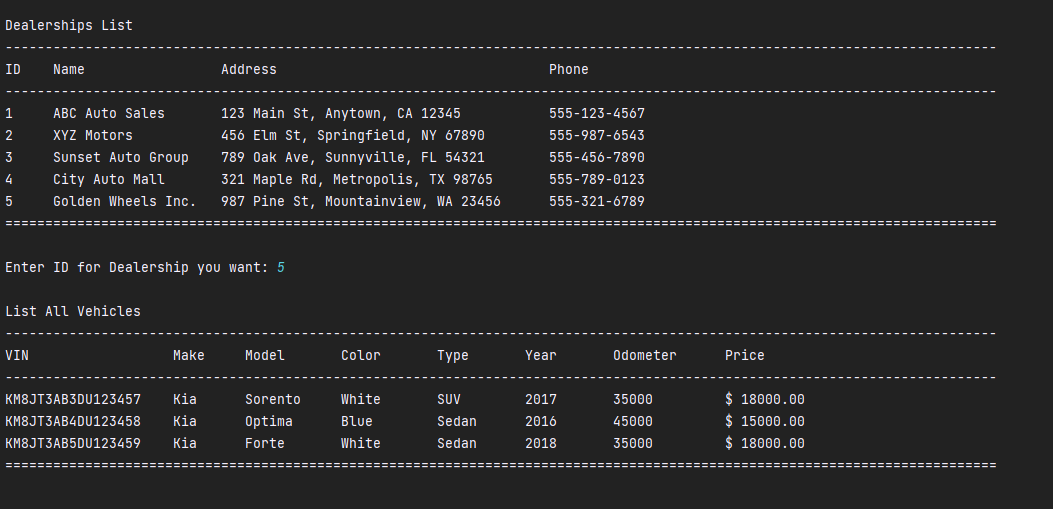 Dealerships List
----------------------------------------------------------------------------------------------------------------------------
ID    Name                 Address                                  Phone
----------------------------------------------------------------------------------------------------------------------------
1     ABC Auto Sales       123 Main St, Anytown, CA 12345           555-123-4567
2     XYZ Motors           456 Elm St, Springfield, NY 67890        555-987-6543
3     Sunset Auto Group    789 Oak Ave, Sunnyville, FL 54321        555-456-7890
4     City Auto Mall       321 Maple Rd, Metropolis, TX 98765       555-789-0123
5     Golden Wheels Inc.   987 Pine St, Mountainview, WA 23456      555-321-6789
============================================================================================================================
Enter ID for Dealership you want: 5
List All Vehicles
----------------------------------------------------------------------------------------------------------------------------
VIN                  Make     Model       Color       Type       Year       Odometer      Price
----------------------------------------------------------------------------------------------------------------------------
KM8JT3AB3DU123457    Kia      Sorento     White       SUV        2017       35000         $ 18000.00
KM8JT3AB4DU123458    Kia      Optima      Blue        Sedan      2016       45000         $ 15000.00
KM8JT3AB5DU123459    Kia      Forte       White       Sedan      2018       35000         $ 18000.00
============================================================================================================================